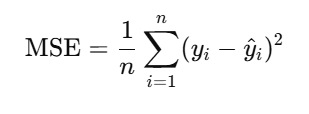 MSE = \frac{1}{n} \sum_{i=1}^{n} (y_i - \hat{y}_i)^2